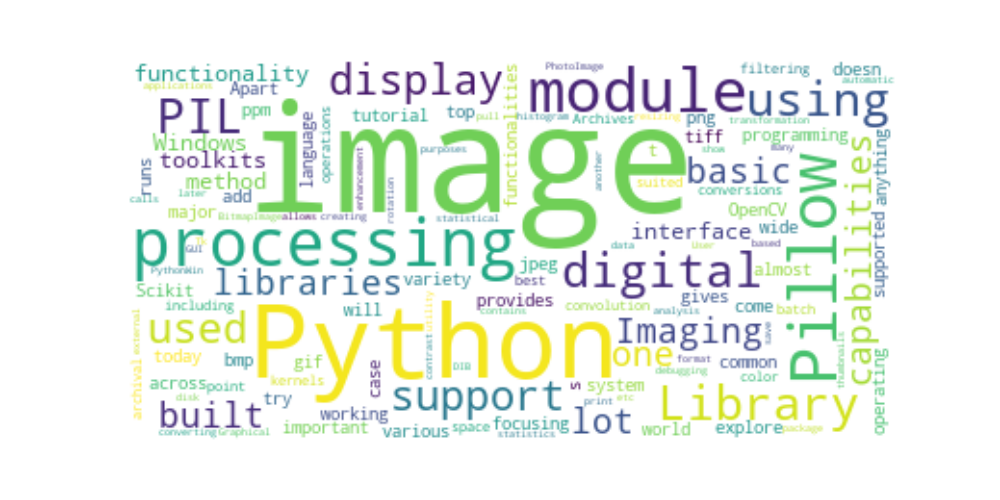 PhotoImage
functionality
display
module
using
filtering
doesn
automatic
applications
Apart
PIL
ppm
image
tutorial
top
pull
functionalities
histogram
Archives
resizing
png
transformation
tiff
programming
Windows
language
operations
toolkits
runs
method
purposes
enhancement
rotation
another
t
many
show
basic
suited
conversions
calls
later
add
major
BitmapImage
allows
creating
statistical
OpenCV
Pillow
capabilities
supported
anything
processing
interface
wide
Tk
GUI
data
User
based
PythonWin
libraries
variety
jpeg
best
digital
almost
Scikit
including
will
provides
contains
convolution
gives
analysis
come
batch
used
Python
utility
contrast
Imaging
save
today
bmp
gif
kernels
DIB
one
format
debugging
common
color
thumbnails
external
archival
across
point
disk
try
case
support
s
system
print
etc
Library
operating
built
working
important
various
space
focusing
statistics
lot
world
explore
package
converting
Graphical